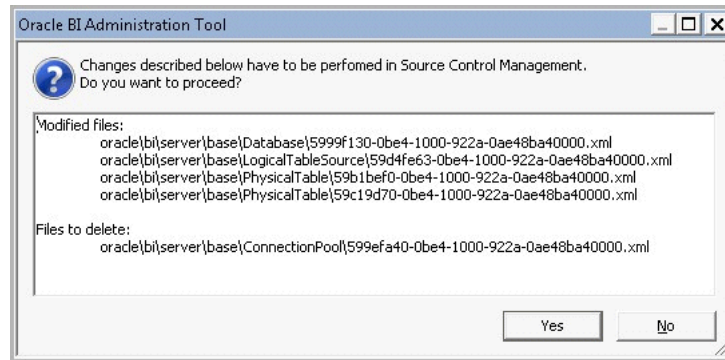 Oracle BI Administration Tool
Changes described below have to be perfomed in Source Control Management.
Do you want to proceed?
Modified files:
oracle\bi\server\base\Database\5999f130-0be4-1000-922a-0ae48ba40000.xml
oracle\bi\server\base\LogicalTableSource\59d4fe63-0be4-1000-922a-0ae48ba40000.xml
oracle\bi\server\base\PhysicalTable\59b1bef0-0be4-1000-922a-0ae48ba40000.xml
oracle\bi\server\base\PhysicalTable\59c19d70-0be4-1000-922a-0ae48ba40000.xml
Files to delete:
oracle\bi\server\base\ConnectionPool\599efa40-0be4-1000-922a-0ae48ba40000.xml
Yes No